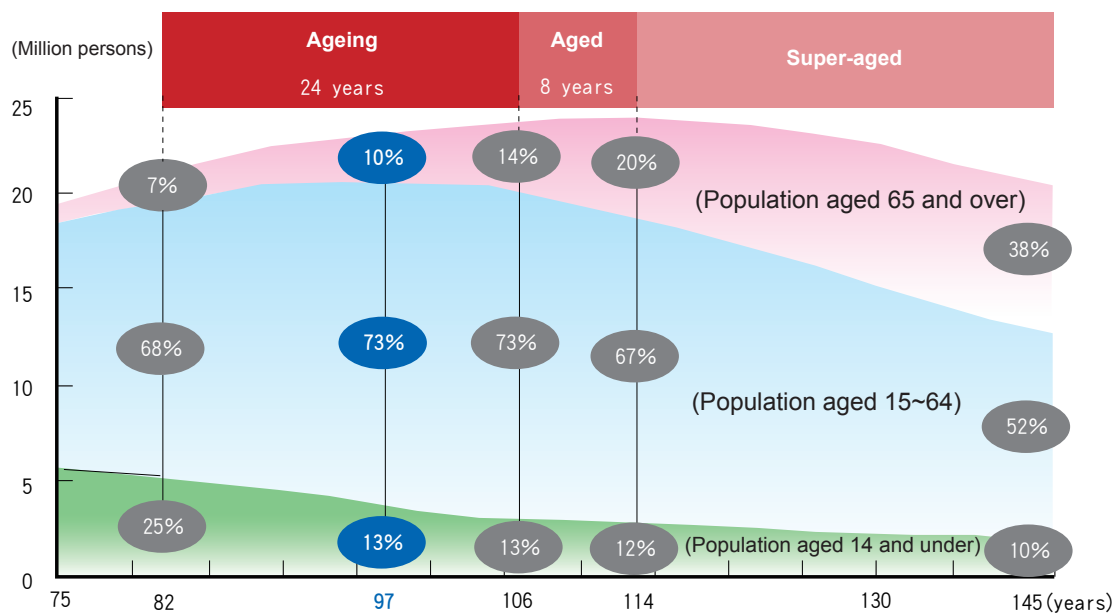 (Million persons)
Ageing
24 years
Aged
8 years
Super-aged
25
20
15
10
5
0
7%
10%
14%
20%
(Population aged 65 and over)
38%
68%
73%
73%
67%
(Population aged 15~64)
52%
25%
13%
13%
12%
(Population aged 14 and under)
10%
75
82
97
106
114
130
145 (years)